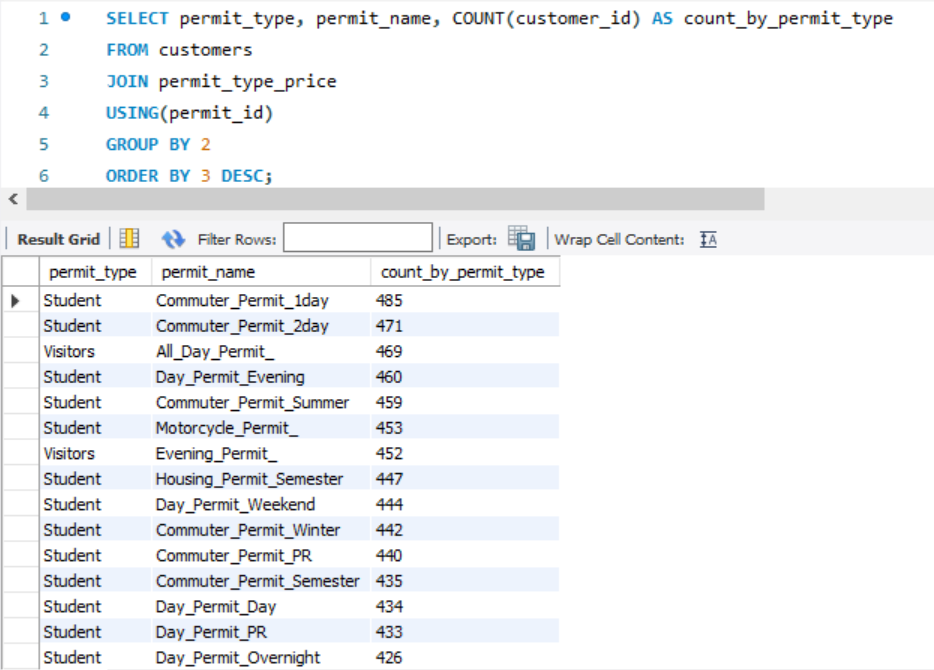 1 SELECT permit_type, permit_name, COUNT(customer_id) AS count_by_permit_type
2 FROM customers
3 JOIN permit_type_price
4 USING(permit_id)
5 GROUP BY 2
6 ORDER BY 3 DESC;
Result Grid Filter Rows: Export: Wrap Cell Content:
permit_type permit_name count_by_permit_type
Student Commuter_Permit_1day 485
Student Commuter_Permit_2day 471
Visitors All_Day_Permit_ 469
Student Day_Permit_Evening 460
Student Commuter_Permit_Summer 459
Student Motorcycle_Permit_ 453
Visitors Evening_Permit_ 452
Student Housing_Permit_Semester 447
Student Day_Permit_Weekend 444
Student Commuter_Permit_Winter 442
Student Commuter_Permit_PR 440
Student Commuter_Permit_Semester 435
Student Day_Permit_Day 434
Student Day_Permit_PR 433
Student Day_Permit_Overnight 426